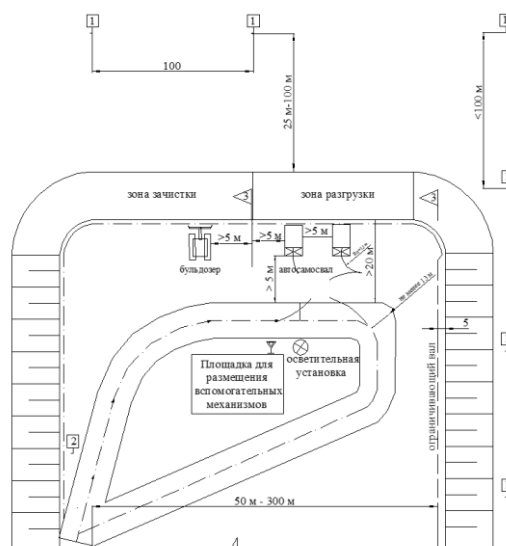 1
1
1
100
25 м-100 м
<100 м
зона зачистки
3
зона разгрузки
3
>5 м
>5 м
>5 м
бульдозер
> 5 м
автосамосвал
>20 м
5
ограничивающий вал
Площадка для
размещения
вспомогательных
механизмов
осветительная
установка
2
50 м - 300 м
4